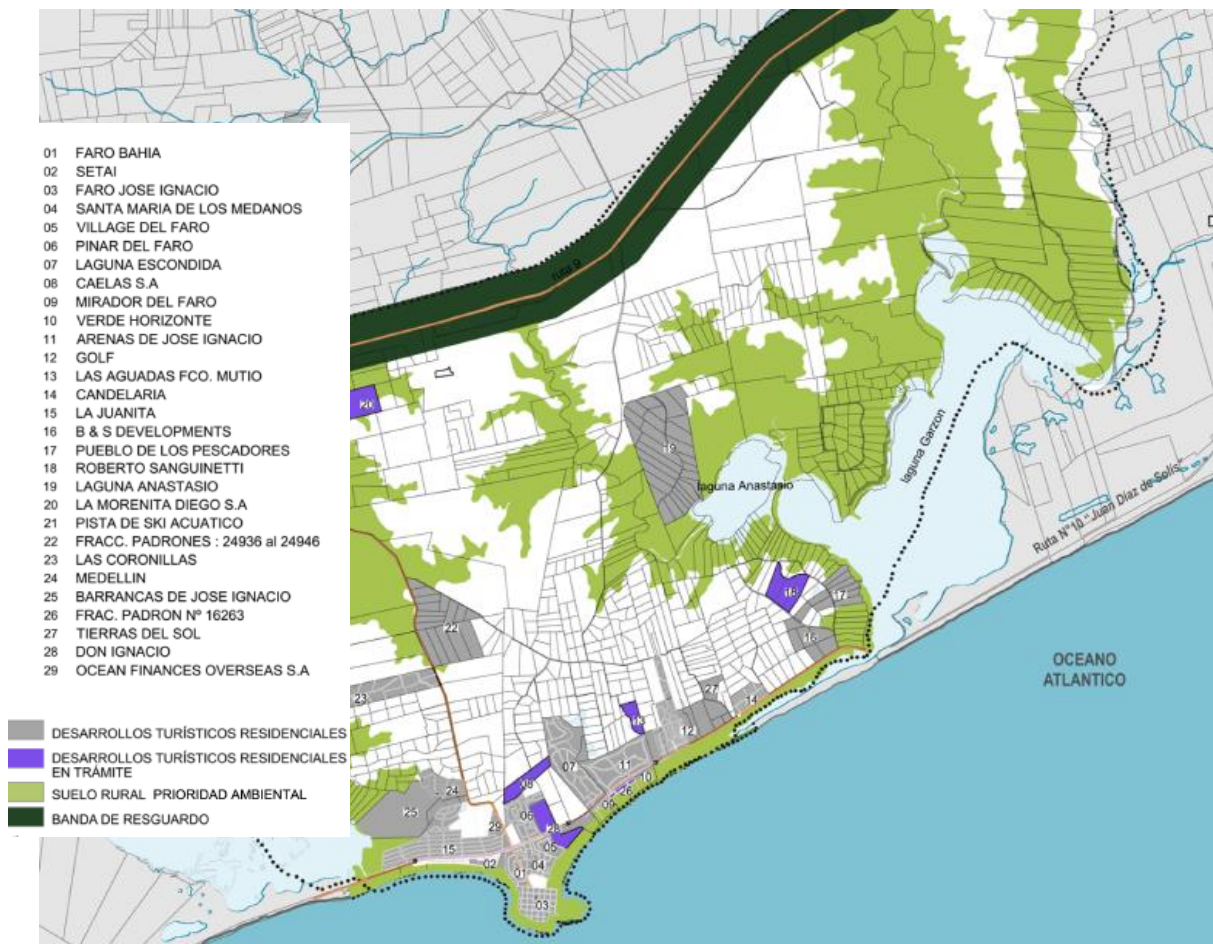 01 FARO BAHIA
02 SETAI
03 FARO JOSE IGNACIO
04 SANTA MARIA DE LOS MEDANOS
05 VILLAGE DEL FARO
06 PINAR DEL FARO
07 LAGUNA ESCONDIDA
08 CAELAS S.A
09 MIRADOR DEL FARO
10 VERDE HORIZONTE
11 ARENAS DE JOSE IGNACIO
12 GOLF
13 LAS AGUADAS FCO. MUTIO
14 CANDELARIA
15 LA JUANITA
16 B & S DEVELOPMENTS
17 PUEBLO DE LOS PESCADORES
18 ROBERTO SANGUINETTI
19 LAGUNA ANASTASIO
20 LA MORENITA DIEGO S.A
21 PISTA DE SKI ACUATICO
22 FRACC. PADRONES : 24936 al 24946
23 LAS CORONILLAS
24 MEDELLIN
25 BARRANCAS DE JOSE IGNACIO
26 FRAC. PADRON Nº 16263
27 TIERRAS DEL SOL
28 DON IGNACIO
29 OCEAN FINANCES OVERSEAS S.A
DESARROLLOS TURÍSTICOS RESIDENCIALES
DESARROLLOS TURÍSTICOS RESIDENCIALES
EN TRÁMITE
SUELO RURAL PRIORIDAD AMBIENTAL
BANDA DE RESGUARDO
D
ruta 9
20
19
laguna Anastasio
laguna Garzon
Ruta Nº10 "Juan Díaz de Solís"
18
17
16
22
OCEANO
ATLANTICO
23
27
14
13
12
07
11
10
24
08
26
09
25
06
29
28
15
05
02
04
01
03